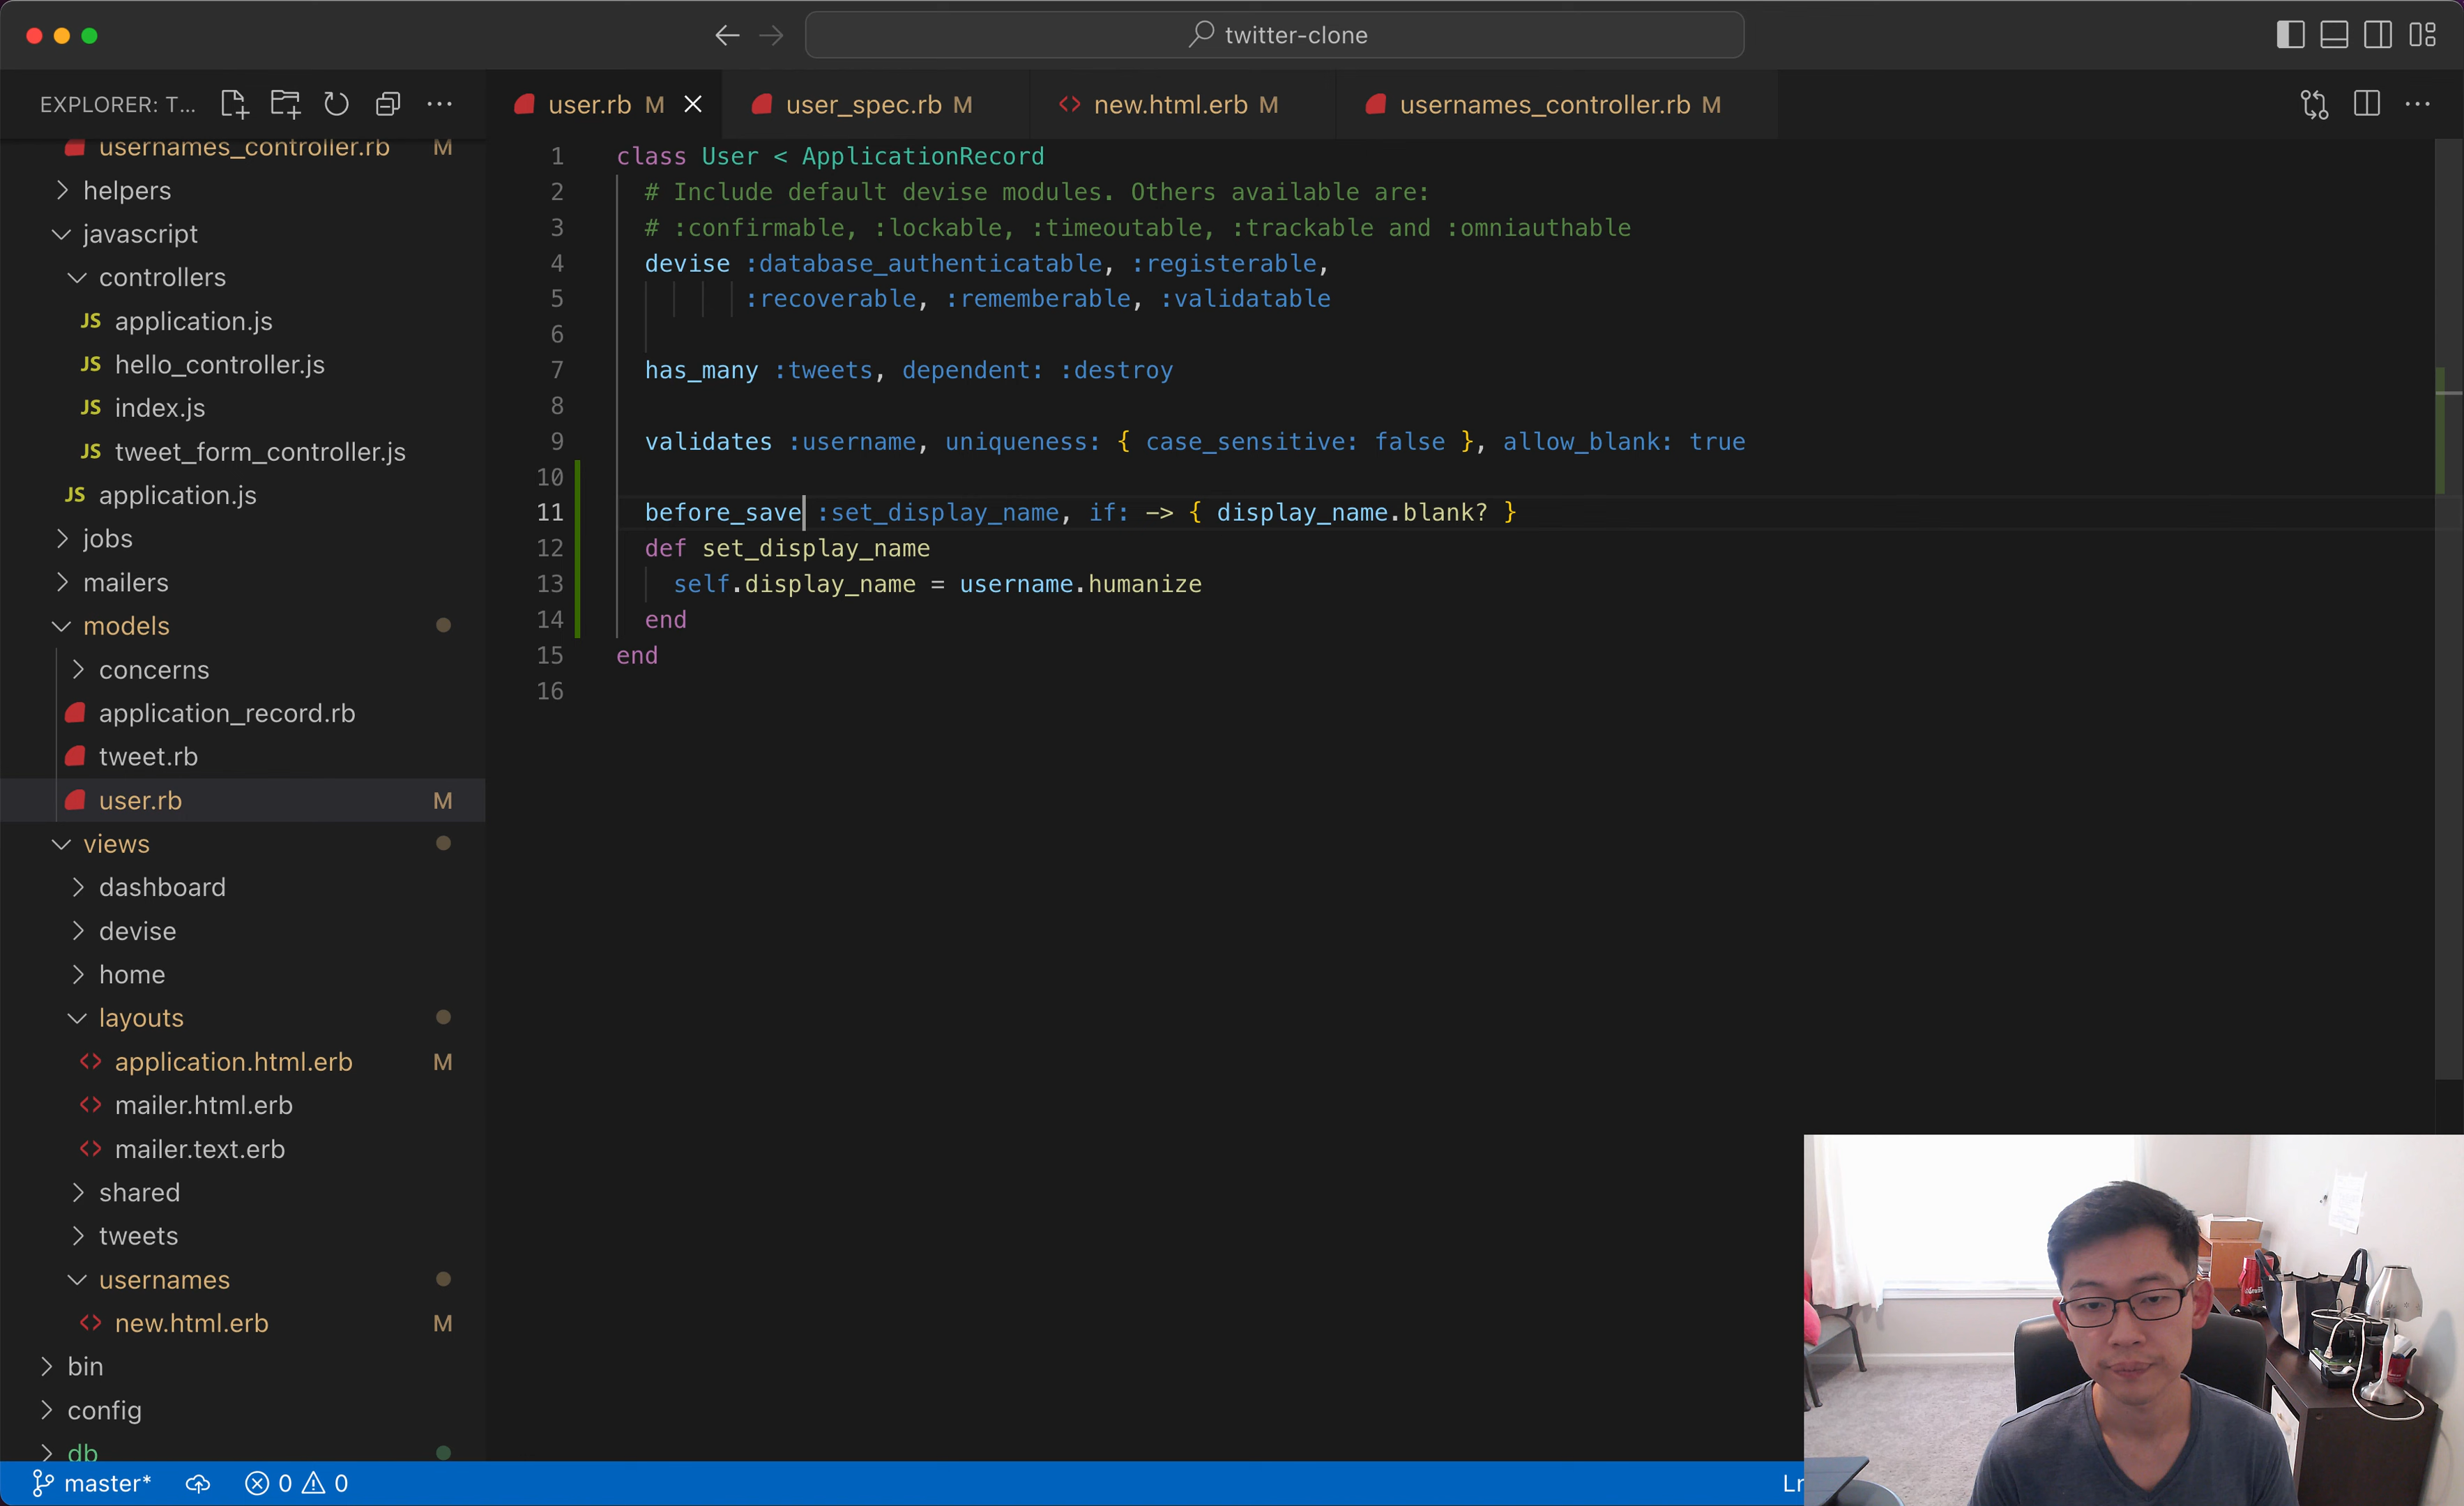 twitter-clone
EXPLORER: T...
user.rb M
user_spec.rb M
new.html.erb M
usernames_controller.rb M
usernames_controller.rb M
helpers
javascript
controllers
JS application.js
JS hello_controller.js
JS index.js
JS tweet_form_controller.js
JS application.js
jobs
mailers
models
concerns
application_record.rb
tweet.rb
user.rb M
views
dashboard
devise
home
layouts
application.html.erb M
mailer.html.erb
mailer.text.erb
shared
tweets
usernames
new.html.erb M
bin
config
db
1 class User < ApplicationRecord
2 # Include default devise modules. Others available are:
3 # :confirmable, :lockable, :timeoutable, :trackable and :omniauthable
4 devise :database_authenticatable, :registerable,
5 :recoverable, :rememberable, :validatable
6
7 has_many :tweets, dependent: :destroy
8
9 validates :username, uniqueness: { case_sensitive: false }, allow_blank: true
10
11 before_save :set_display_name, if: -> { display_name.blank? }
12 def set_display_name
13 self.display_name = username.humanize
14 end
15 end
16
master* 0 0
Ln